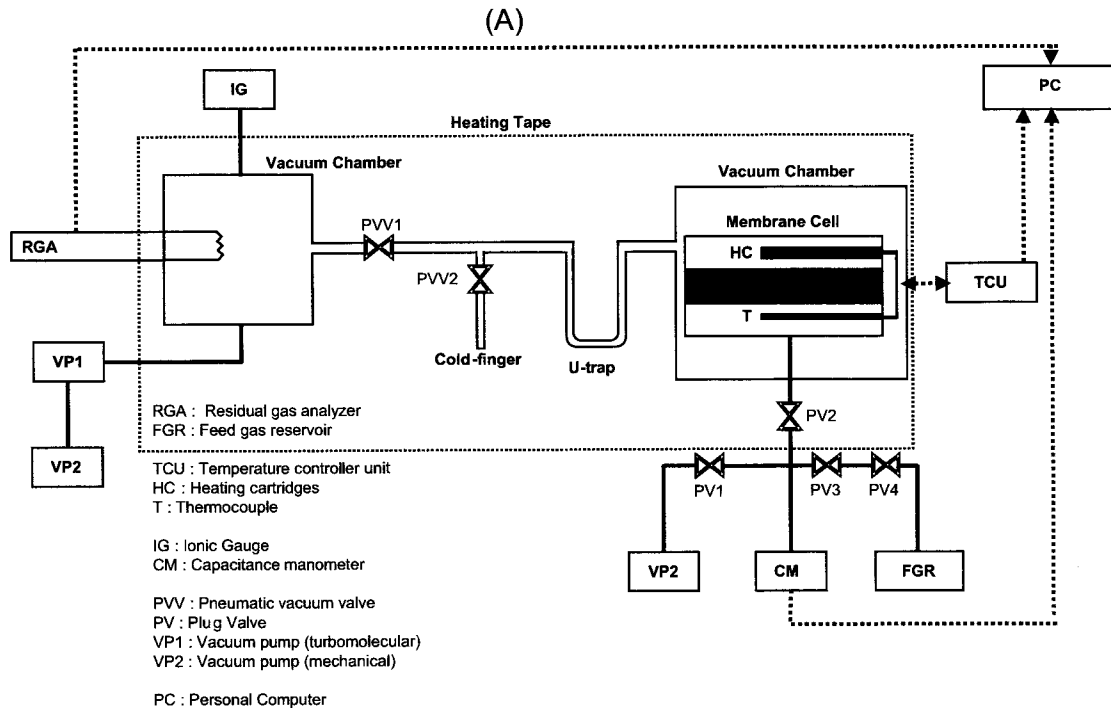 (A)
IG
PC
Heating Tape
Vacuum Chamber
Vacuum Chamber
Membrane Cell
RGA
PVV1
HC
PVV2
TCU
T
Cold-finger
U-trap
VP1
PV2
RGA : Residual gas analyzer
FGR : Feed gas reservoir
VP2
TCU : Temperature controller unit
HC : Heating cartridges
T : Thermocouple
PV1
PV3
PV4
IG : Ionic Gauge
CM : Capacitance manometer
VP2
CM
FGR
PVV : Pneumatic vacuum valve
PV : Plug Valve
VP1 : Vacuum pump (turbomolecular)
VP2 : Vacuum pump (mechanical)
PC : Personal Computer